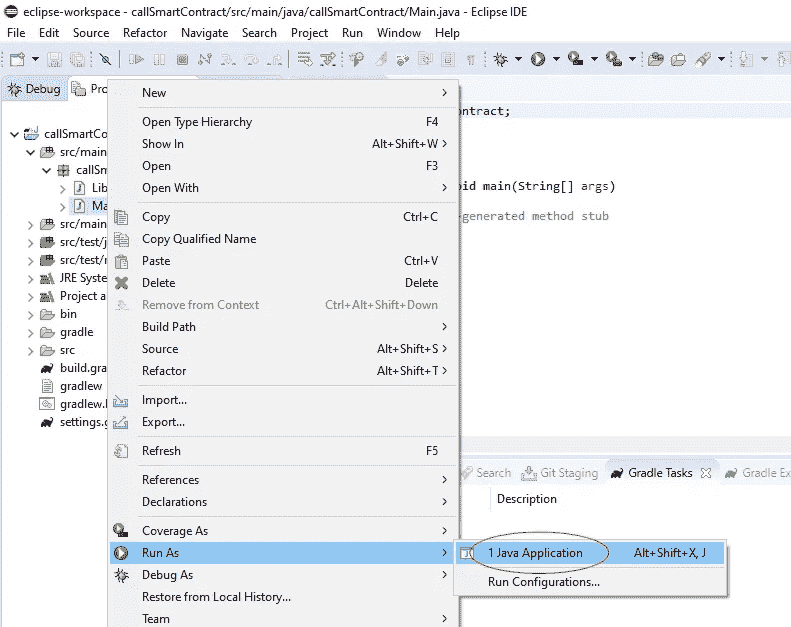 eclipse-workspace - callSmartContract/src/main/java/callSmartContract/Main.java - Eclipse IDE
File Edit Source Refactor Navigate Search Project Run Window Help
Debug
callSmartCo
src/main
callSm
Lib
Ma
src/main
src/test/j
src/test/r
JRE Syste
Project a
bin
gradle
src
build.gra
gradlew
gradlew.b
settings.g
New
Open Type Hierarchy F4
Show In Alt+Shift+W
Open F3
Open With
Copy Ctrl+C
Copy Qualified Name
Paste Ctrl+V
Delete Delete
Remove from Context Ctrl+Alt+Shift+Down
Build Path
Source Alt+Shift+S
Refactor Alt+Shift+T
Import...
Export...
Refresh F5
References
Declarations
Coverage As
Run As
Debug As
Restore from Local History...
Team
1 Java Application Alt+Shift+X, J
Run Configurations...
ontract;
id main(String[] args)
-generated method stub
Search Git Staging Gradle Tasks Gradle Ex
Description